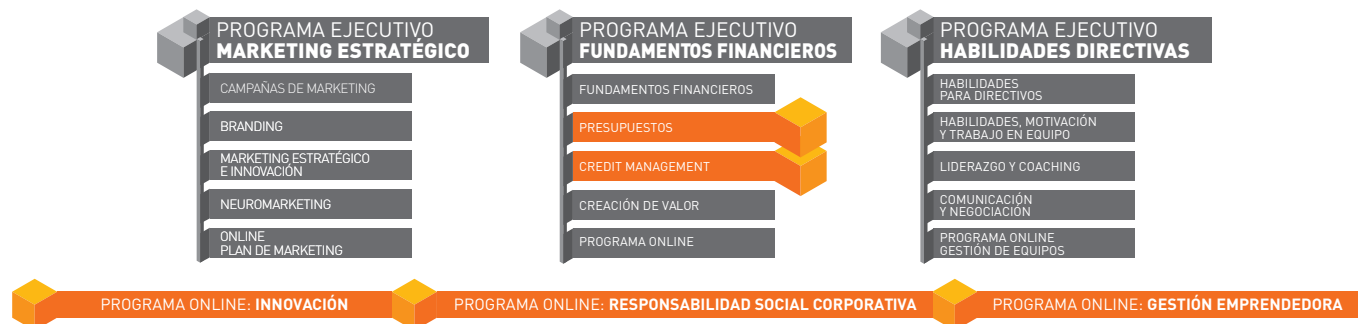 PROGRAMA EJECUTIVO
MARKETING ESTRATÉGICO
CAMPAÑAS DE MARKETING
BRANDING
MARKETING ESTRATÉGICO
E INNOVACIÓN
NEUROMARKETING
ONLINE
PLAN DE MARKETING
PROGRAMA EJECUTIVO
FUNDAMENTOS FINANCIEROS
FUNDAMENTOS FINANCIEROS
PRESUPUESTOS
CREDIT MANAGEMENT
CREACIÓN DE VALOR
PROGRAMA ONLINE
PROGRAMA EJECUTIVO
HABILIDADES DIRECTIVAS
HABILIDADES
PARA DIRECTIVOS
HABILIDADES, MOTIVACIÓN
Y TRABAJO EN EQUIPO
LIDERAZGO Y COACHING
COMUNICACIÓN
Y NEGOCIACIÓN
PROGRAMA ONLINE
GESTIÓN DE EQUIPOS
PROGRAMA ONLINE: INNOVACIÓN
PROGRAMA ONLINE: RESPONSABILIDAD SOCIAL CORPORATIVA
PROGRAMA ONLINE: GESTIÓN EMPRENDEDORA